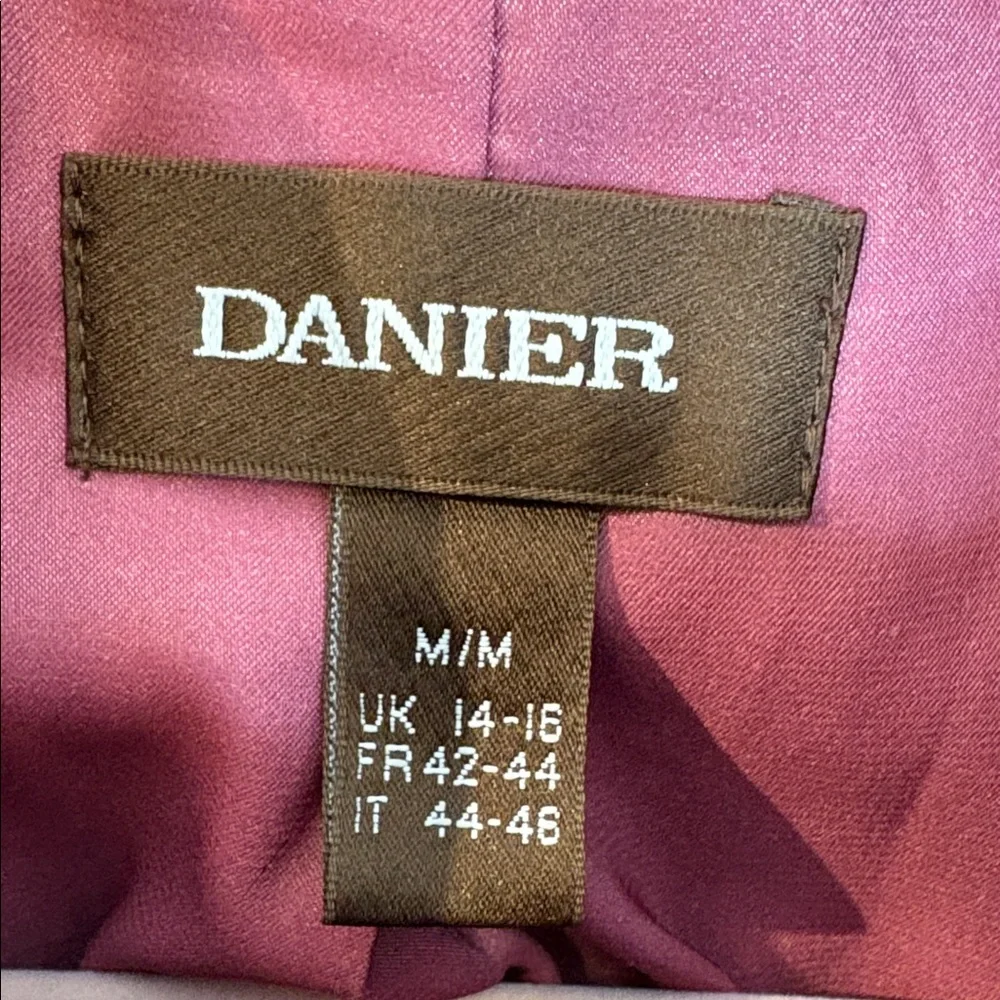 DANIER
M/M
UK 14-16
FR 42-44
IT 44-46